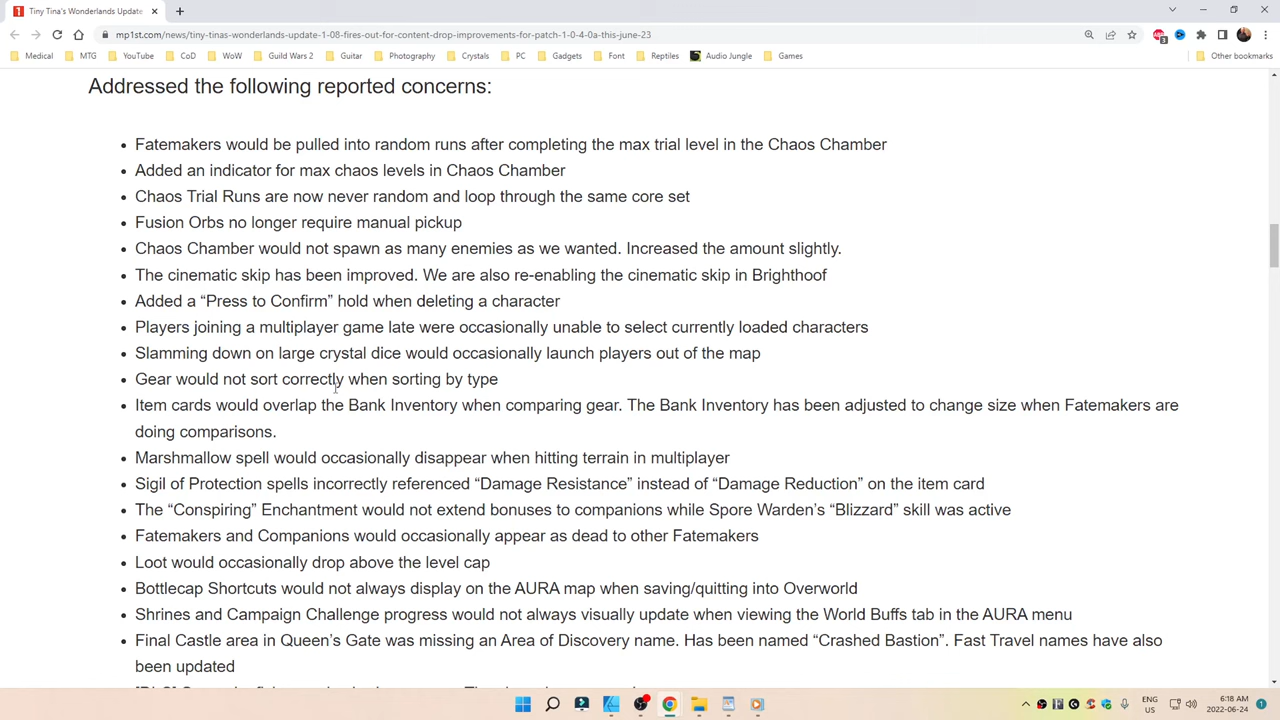 Tiny Tina's Wonderlands Update
mp1st.com/news/tiny-tinas-wonderlands-update-1-08-fires-out-for-content-drop-improvements-for-patch-1-0-4-0a-this-june-23
3
Medical MTG YouTube CoD WoW Guild Wars 2 Guitar Photography Crystals PC Gadgets Font Reptiles Audio Jungle Games Other bookmarks
Addressed the following reported concerns:
• Fatemakers would be pulled into random runs after completing the max trial level in the Chaos Chamber
• Added an indicator for max chaos levels in Chaos Chamber
• Chaos Trial Runs are now never random and loop through the same core set
• Fusion Orbs no longer require manual pickup
• Chaos Chamber would not spawn as many enemies as we wanted. Increased the amount slightly.
• The cinematic skip has been improved. We are also re-enabling the cinematic skip in Brighthoof
• Added a “Press to Confirm” hold when deleting a character
• Players joining a multiplayer game late were occasionally unable to select currently loaded characters
• Slamming down on large crystal dice would occasionally launch players out of the map
• Gear would not sort correctly when sorting by type
• Item cards would overlap the Bank Inventory when comparing gear. The Bank Inventory has been adjusted to change size when Fatemakers are
doing comparisons.
• Marshmallow spell would occasionally disappear when hitting terrain in multiplayer
• Sigil of Protection spells incorrectly referenced “Damage Resistance” instead of “Damage Reduction” on the item card
• The “Conspiring” Enchantment would not extend bonuses to companions while Spore Warden’s “Blizzard” skill was active
• Fatemakers and Companions would occasionally appear as dead to other Fatemakers
• Loot would occasionally drop above the level cap
• Bottlecap Shortcuts would not always display on the AURA map when saving/quitting into Overworld
• Shrines and Campaign Challenge progress would not always visually update when viewing the World Buffs tab in the AURA menu
• Final Castle area in Queen’s Gate was missing an Area of Discovery name. Has been named “Crashed Bastion”. Fast Travel names have also
been updated
ENG 6:18 AM
US 2022-06-24